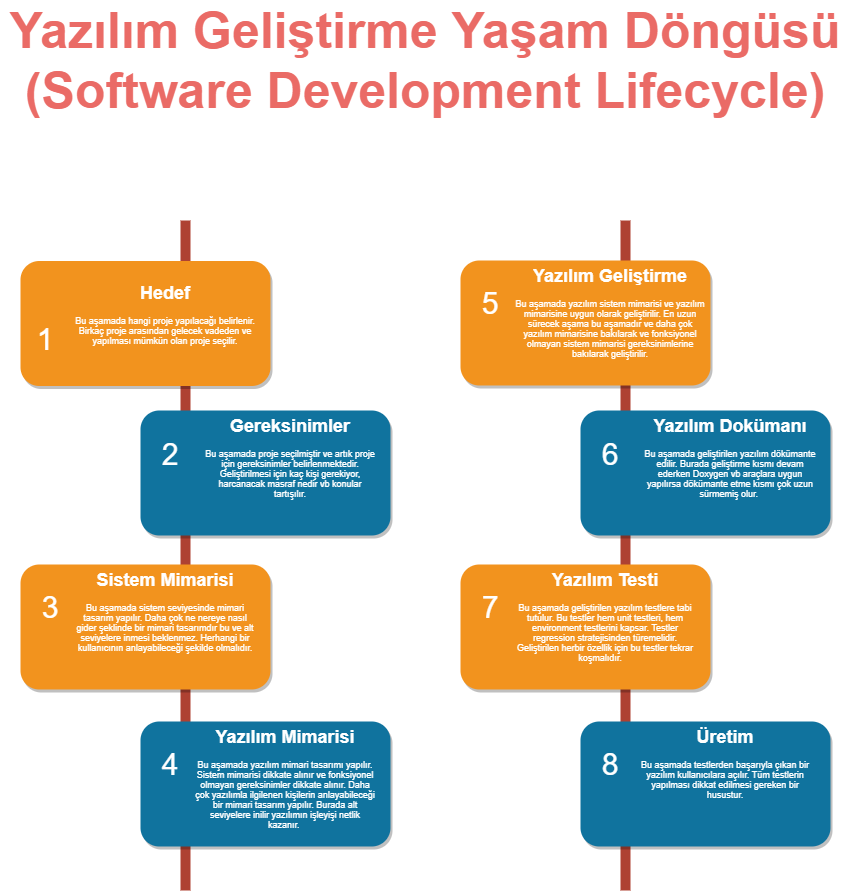 Yazılım Geliştirme Yaşam Döngüsü
(Software Development Lifecycle)
1
Hedef
Bu aşamada hangi proje yapılacağı belirlenir.
Birkaç proje arasından gelecek vadeden ve
yapılması mümkün olan proje seçilir.
2
Gereksinimler
Bu aşamada proje seçilmiştir ve artık proje
için gereksinimler belirlenmektedir.
Geliştirilmesi için kaç kişi gerekiyor,
harcanacak masraf nedir vb konular
tartışılır.
3
Sistem Mimarisi
Bu aşamada sistem seviyesinde mimari
tasarım yapılır. Daha çok ne nereye nasıl
gider şeklinde bir mimari tasarımdır bu ve alt
seviyelere inmesi beklenmez. Herhangi bir
kullanıcının anlayabileceği şekilde olmalıdır.
4
Yazılım Mimarisi
Bu aşamada yazılım mimari tasarımı yapılır.
Sistem mimarisi dikkate alınır ve fonksiyonel
olmayan gereksinimler dikkate alınır. Daha
çok yazılımla ilgilenen kişilerin anlayabileceği
bir mimari tasarım yapılır. Burada alt
seviyelere inilir yazılımın işleyişi netlik
kazanır.
5
Yazılım Geliştirme
Bu aşamada yazılım sistem mimarisi ve yazılım
mimarisine uygun olarak geliştirilir. En uzun
sürecek aşama bu aşamadır ve daha çok
yazılım mimarisine bakılarak ve fonksiyonel
olmayan sistem mimarisi gereksinimlerine
bakılarak geliştirilir.
6
Yazılım Dokümanı
Bu aşamada geliştirilen yazılım dökümante
edilir. Burada geliştirme kısmı devam
ederken Doxygen vb araçlara uygun
yapılırsa dökümante etme kısmı çok uzun
sürmemiş olur.
7
Yazılım Testi
Bu aşamada geliştirilen yazılım testlere tabi
tutulur. Bu testler hem unit testleri, hem
environment testlerini kapsar. Testler
regression stratejisinden türemelidir.
Geliştirilen herbir özellik için bu testler tekrar
koşmalıdır.
8
Üretim
Bu aşamada testlerden başarıyla çıkan bir
yazılım kullanıcılara açılır. Tüm testlerin
yapılması dikkat edilmesi gereken bir
husustur.